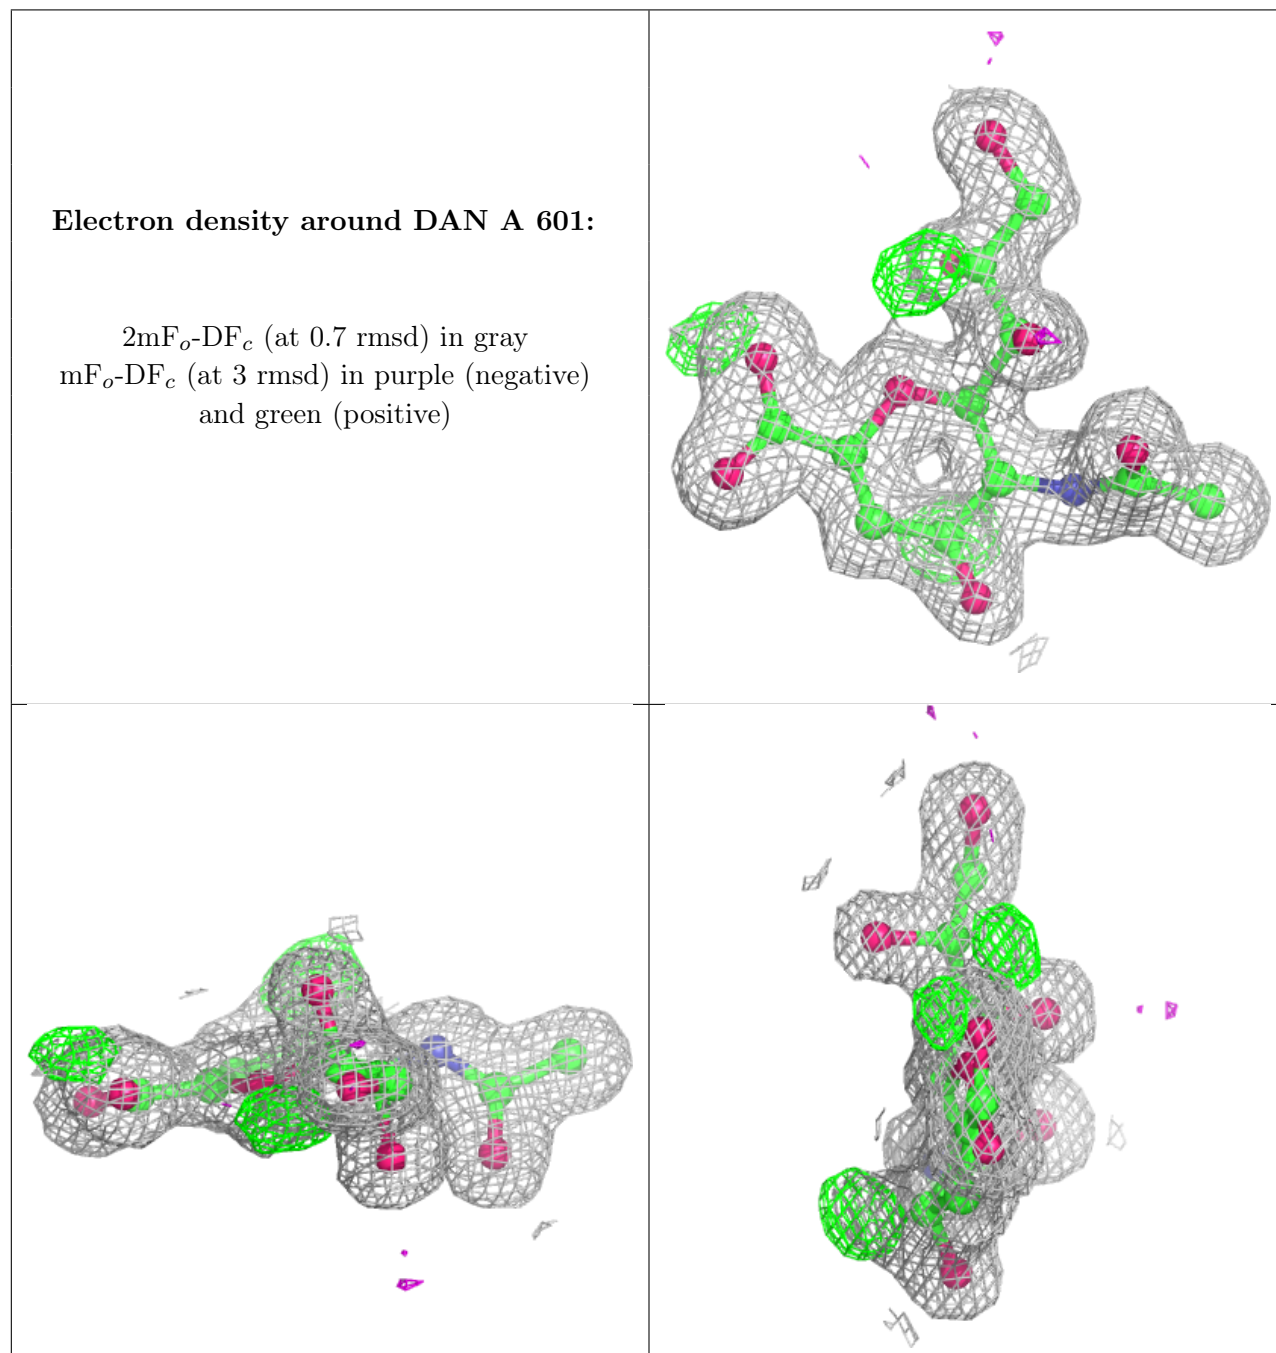 Electron density around DAN A 601:
2mFₒ-DF𝒸 (at 0.7 rmsd) in gray
mFₒ-DF𝒸 (at 3 rmsd) in purple (negative)
and green (positive)